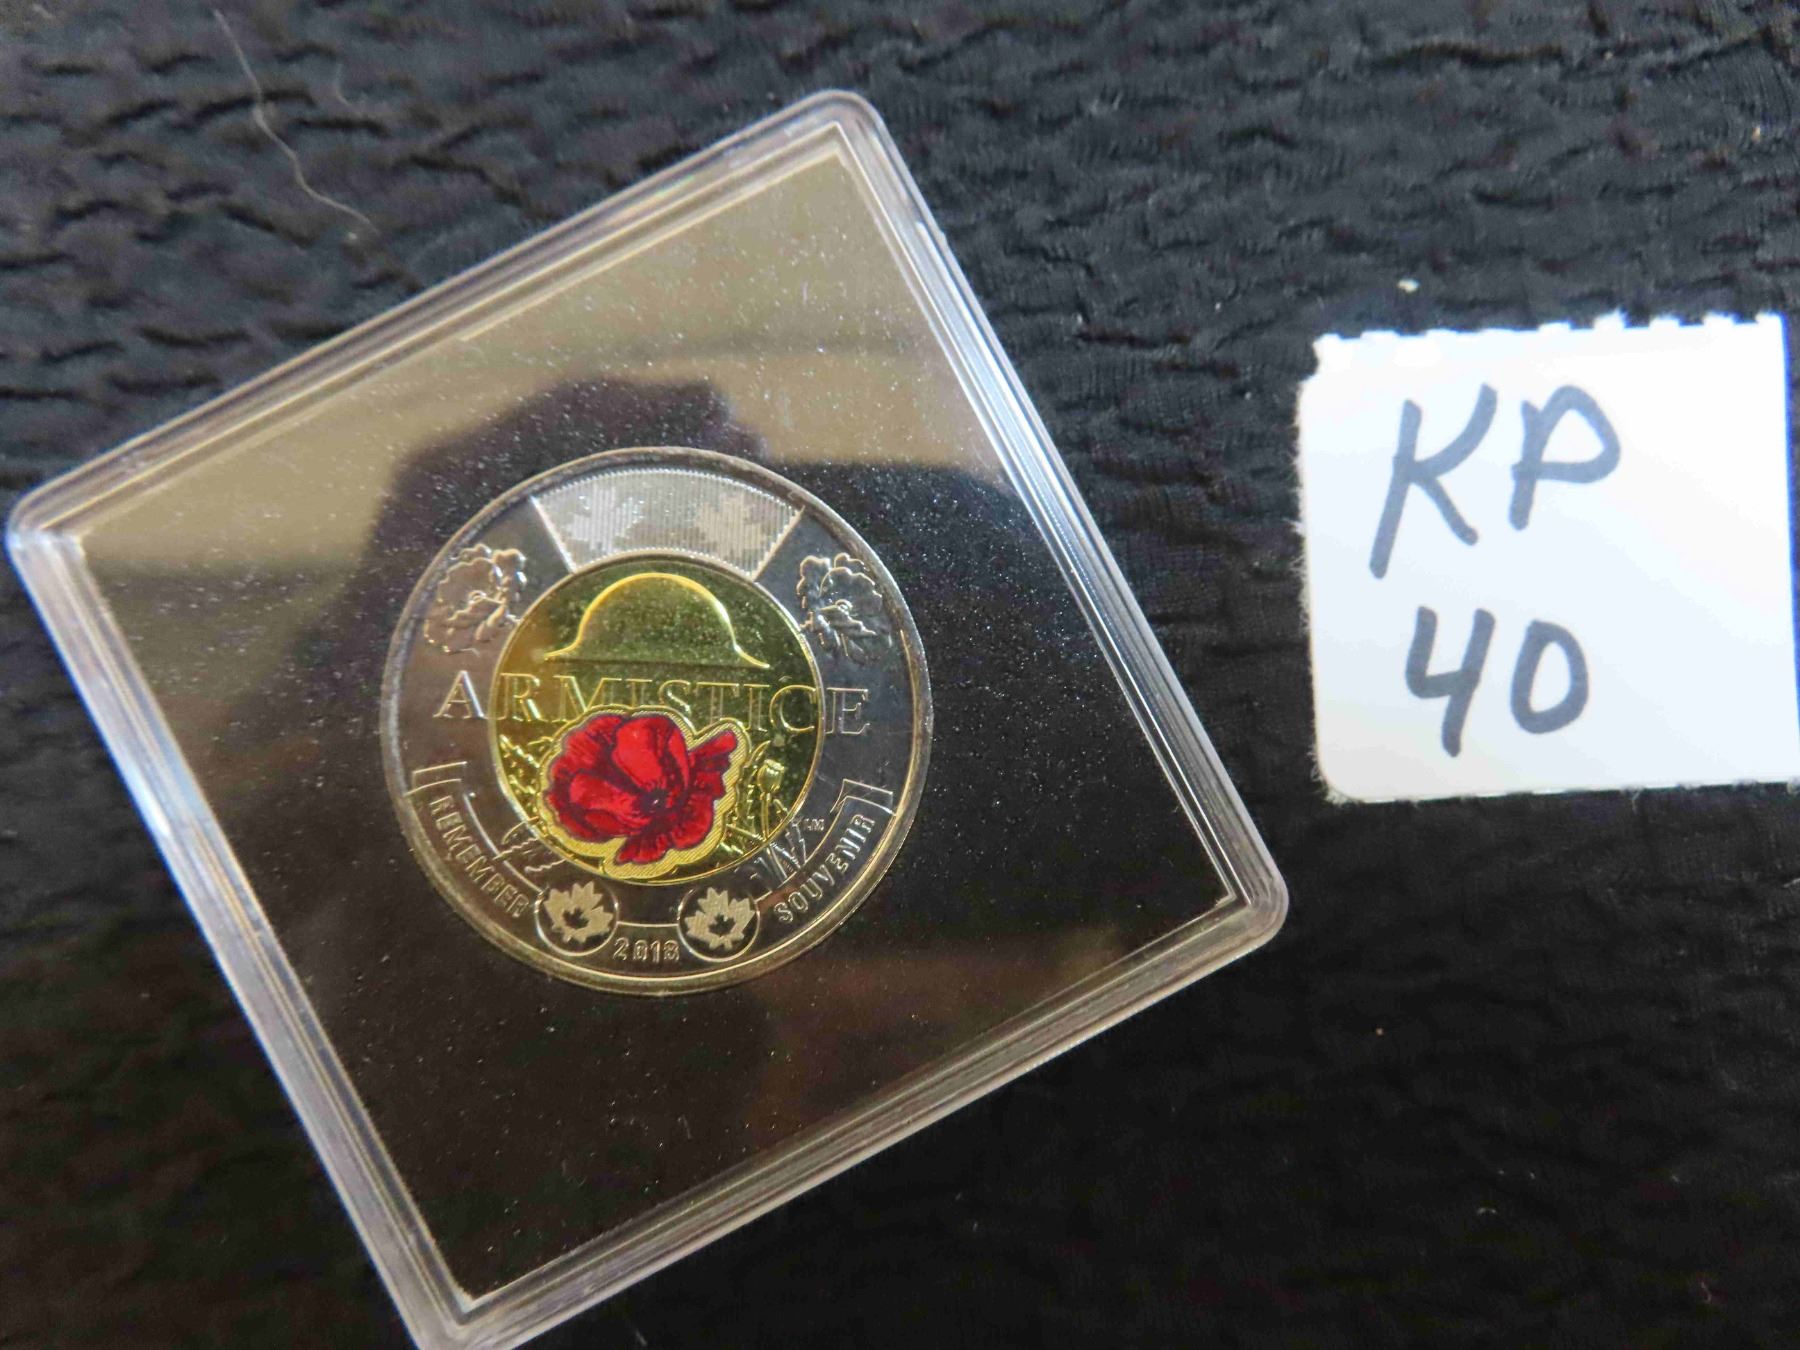 ARMISTICE
REMEMBER
SOUVENIR
2018
KP
40